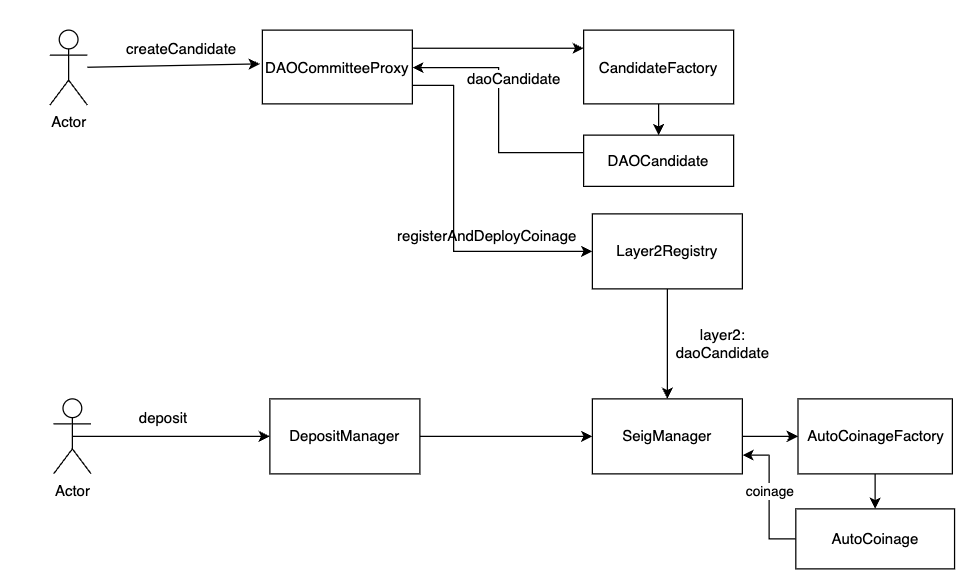 createCandidate
DAOCommitteeProxy
CandidateFactory
daoCandidate
Actor
DAOCandidate
registerAndDeployCoinage
Layer2Registry
layer2:
daoCandidate
deposit
DepositManager
SeigManager
AutoCoinageFactory
Actor
coinage
AutoCoinage